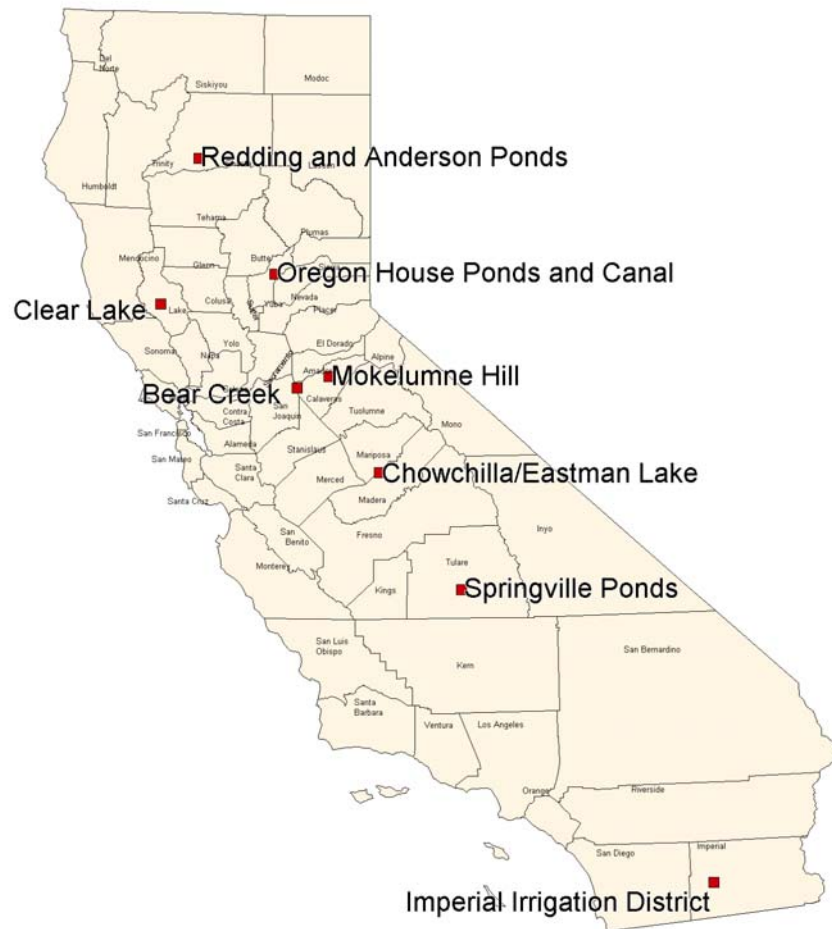 Del
Norte
Siskiyou
Modoc
Redding and Anderson Ponds
Trinity
Humboldt
Tehama
Plumas
Mendocino
Glenn
Butte
Oregon House Ponds and Canal
Clear Lake
Lake
Colusa
Yuba
Nevada
Placer
Sonoma
Napa
Yolo
El Dorado
Sacramento
Amador
Alpine
Mokelumne Hill
Bear Creek
Calaveras
San
Joaquin
Contra
Costa
Tuolumne
Mono
San Francisco
Alameda
Stanislaus
Mariposa
San Mateo
Santa
Clara
Merced
Chowchilla/Eastman Lake
Santa Cruz
Madera
San
Benito
Fresno
Inyo
Monterey
Tulare
Kings
Springville Ponds
San Luis
Obispo
Kern
San Bernardino
Santa
Barbara
Ventura
Los Angeles
Orange
Riverside
San Diego
Imperial
Imperial Irrigation District